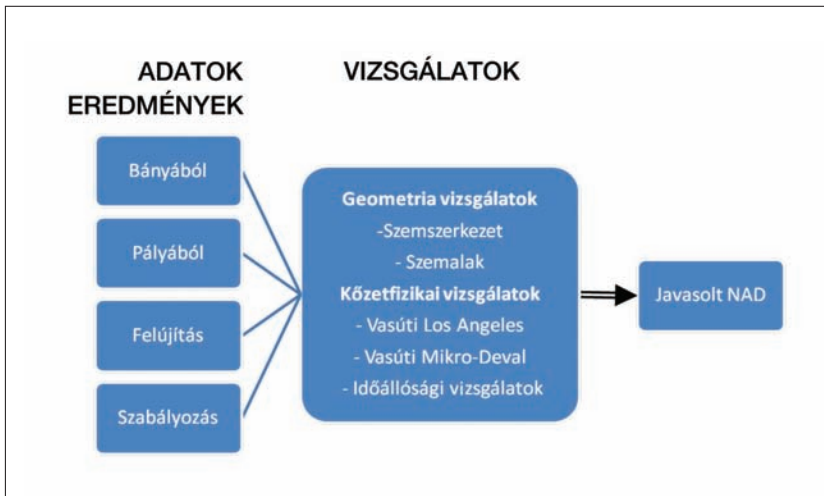 ADATOK
EREDMÉNYEK
VIZSGÁLATOK
Bányából
Pályából
Felújítás
Szabályozás
Geometria vizsgálatok
-Szemszerkezet
- Szemalak
Kőzetfizikai vizsgálatok
- Vasúti Los Angeles
- Vasúti Mikro-Deval
- Időállósági vizsgálatok
Javasolt NAD